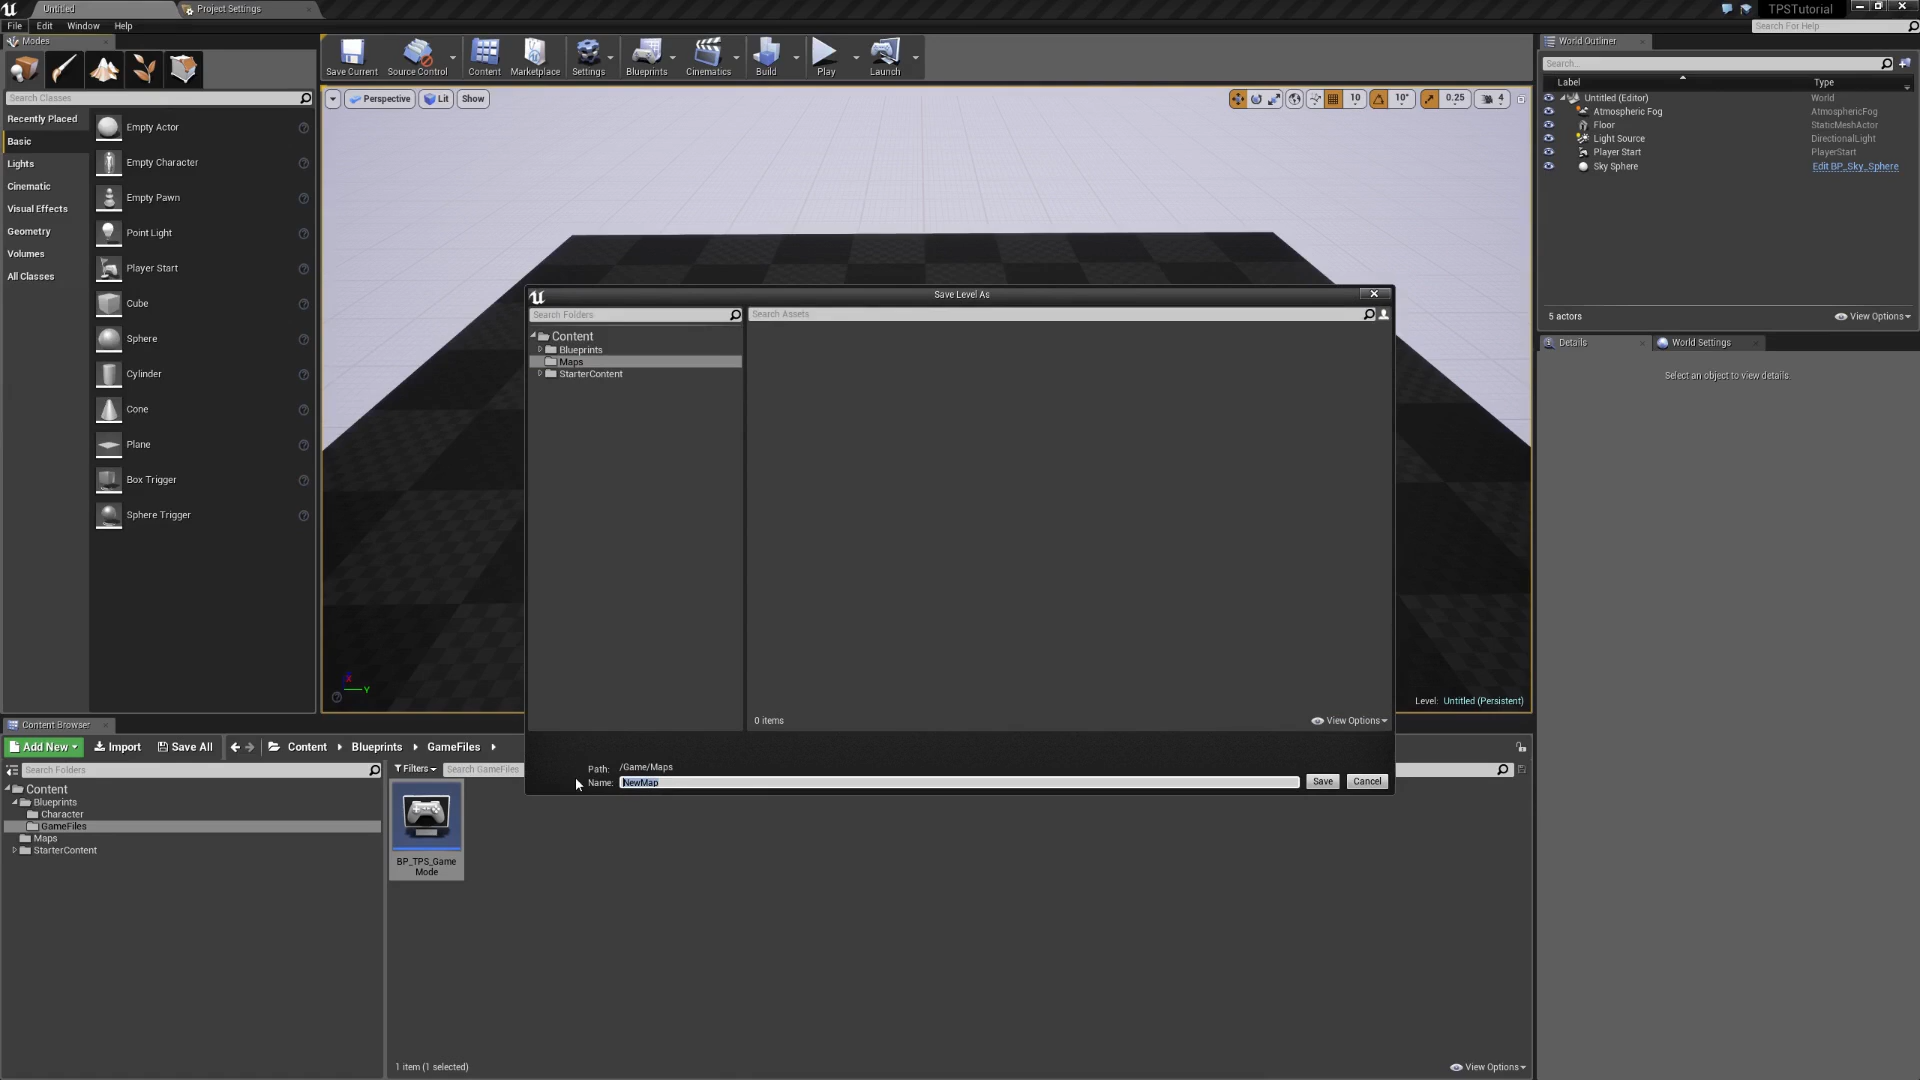 Untitled
Project Settings
TPSTutorial
File Edit Window Help
Search For Help
Modes
Save Current
Source Control
Content
Marketplace
Settings
Blueprints
Cinematics
Build
Play
Launch
World Outliner
Search...
Label
Type
Untitled (Editor) World
Atmospheric Fog AtmosphericFog
Floor StaticMeshActor
Light Source DirectionalLight
Player Start PlayerStart
Sky Sphere Edit BP_Sky_Sphere
5 actors
View Options
Details
World Settings
Select an object to view details.
Search Classes
Recently Placed
Basic
Lights
Cinematic
Visual Effects
Geometry
Volumes
All Classes
Empty Actor
Empty Character
Empty Pawn
Point Light
Player Start
Cube
Sphere
Cylinder
Cone
Plane
Box Trigger
Sphere Trigger
Perspective
Lit
Show
10
10°
0.25
4
X
Y
Level: Untitled (Persistent)
Save Level As
Search Folders
Search Assets
Content
Blueprints
Maps
StarterContent
0 items
View Options
Path: /Game/Maps
Name: NewMap
Save
Cancel
Content Browser
Add New
Import
Save All
Content
Blueprints
GameFiles
Search Folders
Filters
Search GameFiles
Content
Blueprints
Character
GameFiles
Maps
StarterContent
BP_TPS_Game
Mode
1 item (1 selected)
View Options